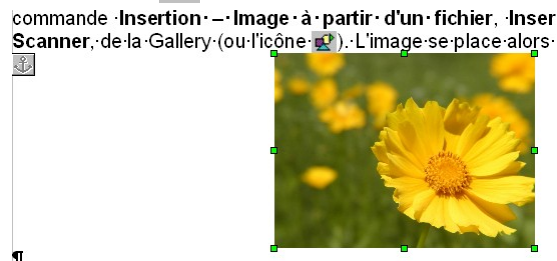 commande Insertion – Image à partir d'un fichier, Inser
Scanner, de la Gallery (ou l'icône ). L'image se place alors
¶